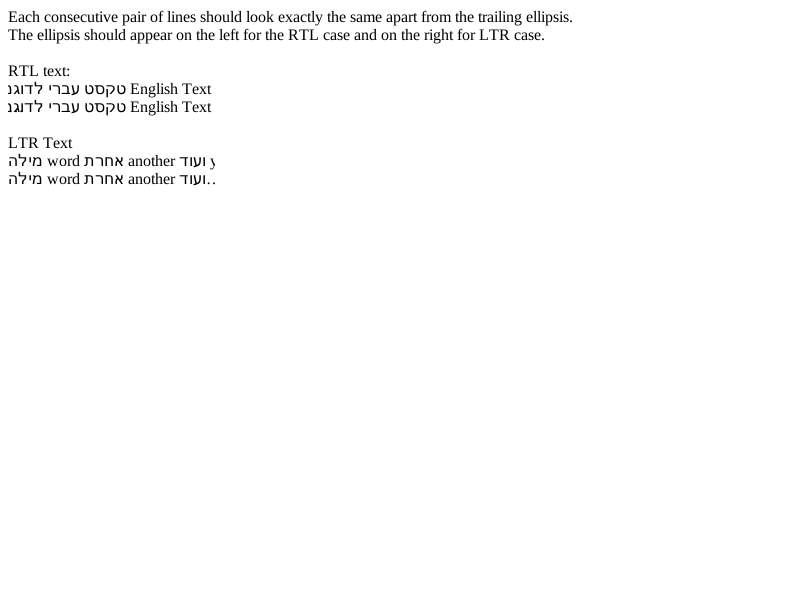 Each consecutive pair of lines should look exactly the same apart from the trailing ellipsis.
The ellipsis should appear on the left for the RTL case and on the right for LTR case.
RTL text:
English Text טקסט עברי לדוגמ
English Text טקסט עברי לדוגמ
LTR Text
מילה word אחרת another ועוד y
מילה word אחרת another ועוד..